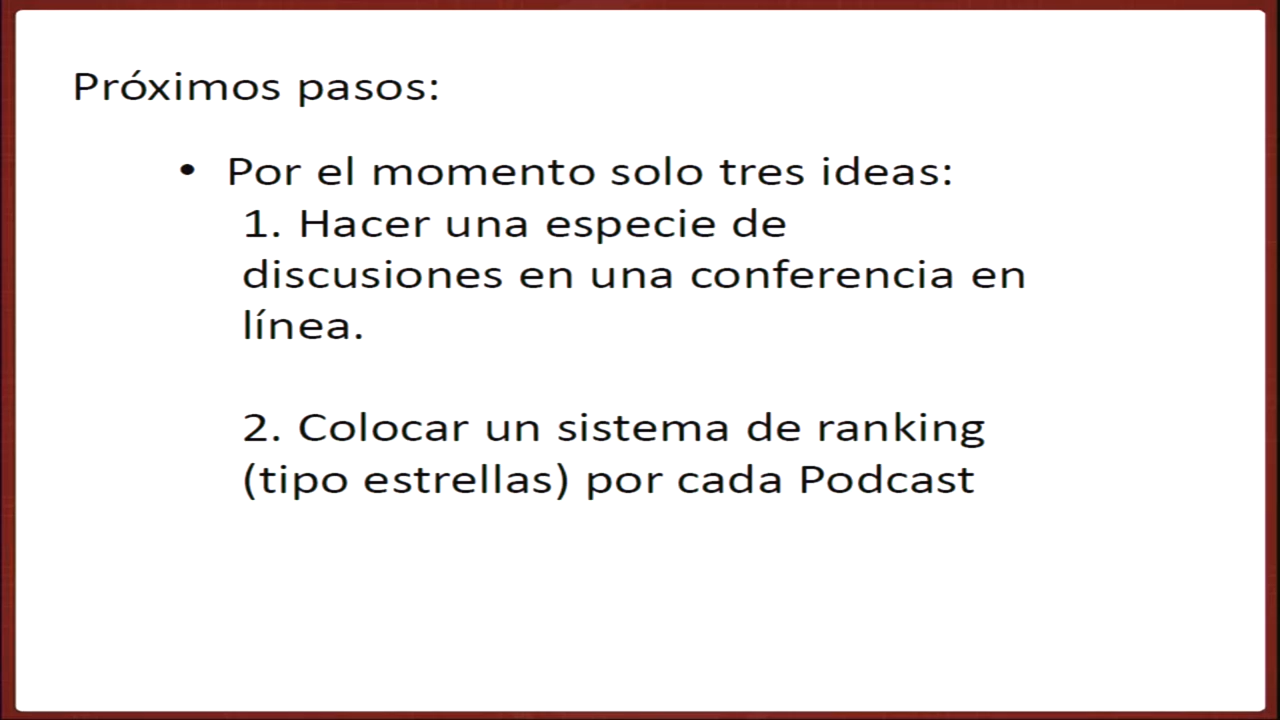 Próximos pasos:
• Por el momento solo tres ideas:
1. Hacer una especie de
discusiones en una conferencia en
línea.
2. Colocar un sistema de ranking
(tipo estrellas) por cada Podcast